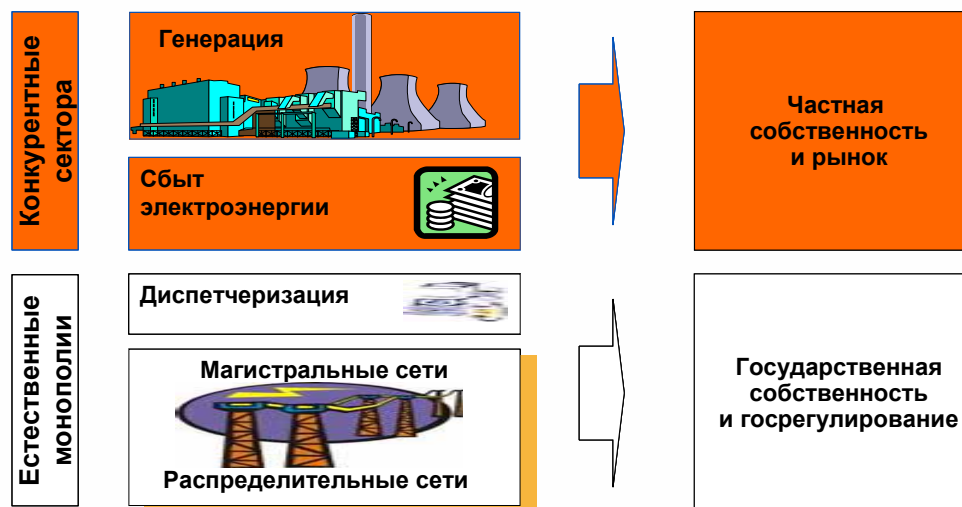 Конкурентные
сектора
Генерация
Сбыт
электроэнергии
Частная
собственность
и рынок
Естественные
монополии
Диспетчеризация
Магистральные сети
Распределительные сети
Государственная
собственность
и госрегулирование